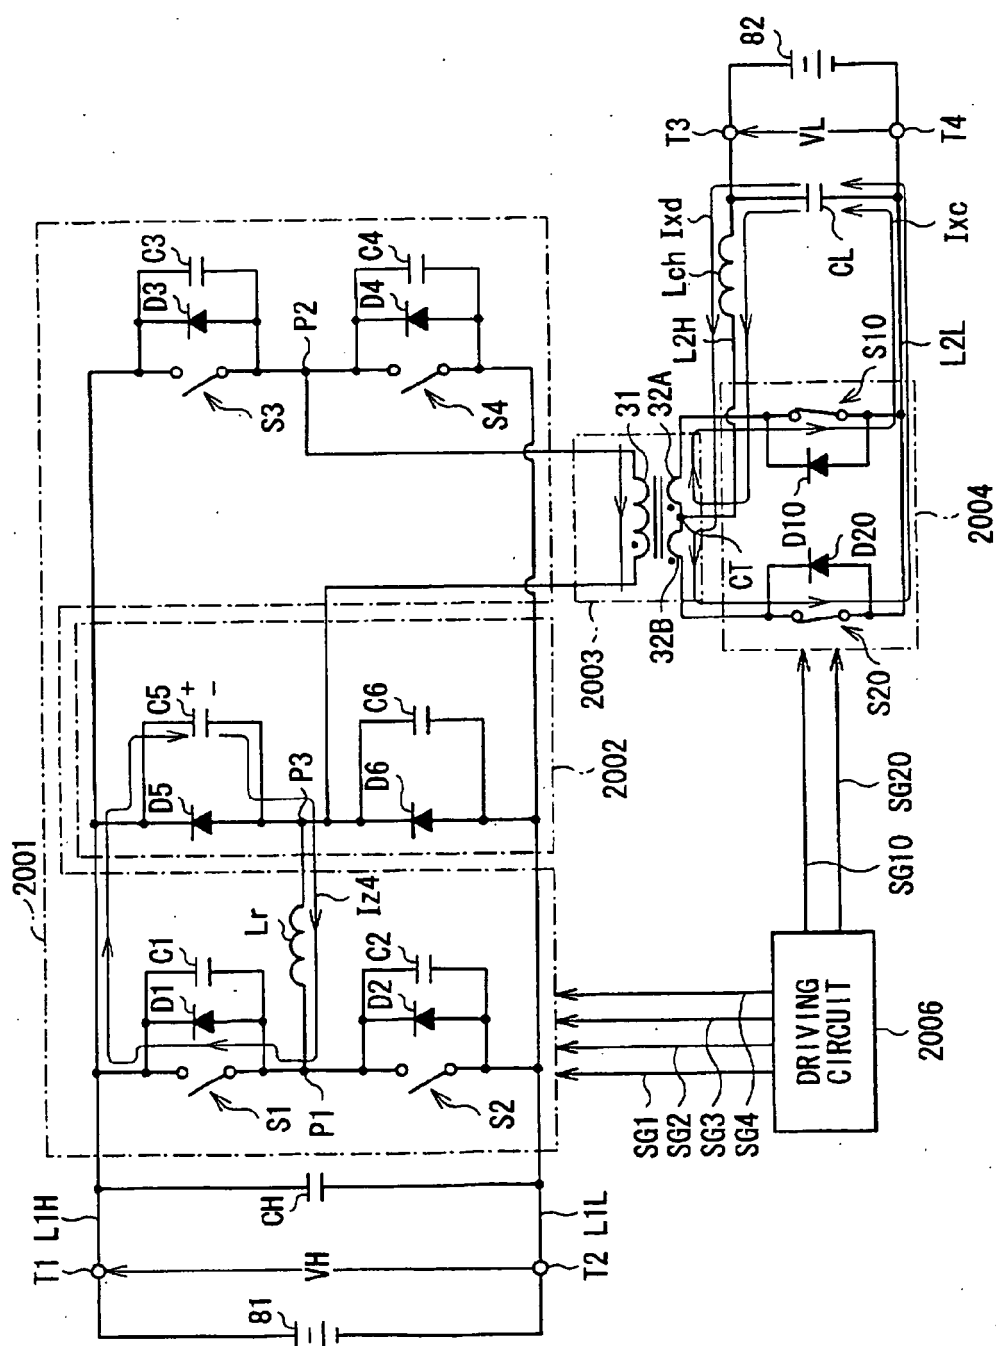 81
T1
VH
T2
L1H
CH
L1L
2001
S1
D1
C1
P1
Lr
Iz4
S2
D2
C2
D5
C5
+
-
P3
D6
C6
2002
S3
D3
C3
P2
S4
D4
C4
2003
31
32A
32B
CT
L2H
Lch
Ixd
T3
82
VL
T4
CL
Ixc
L2L
S10
D10
D20
S20
2004
SG1
SG2
SG3
SG4
DRIVING
CIRCUIT
2006
SG10
SG20